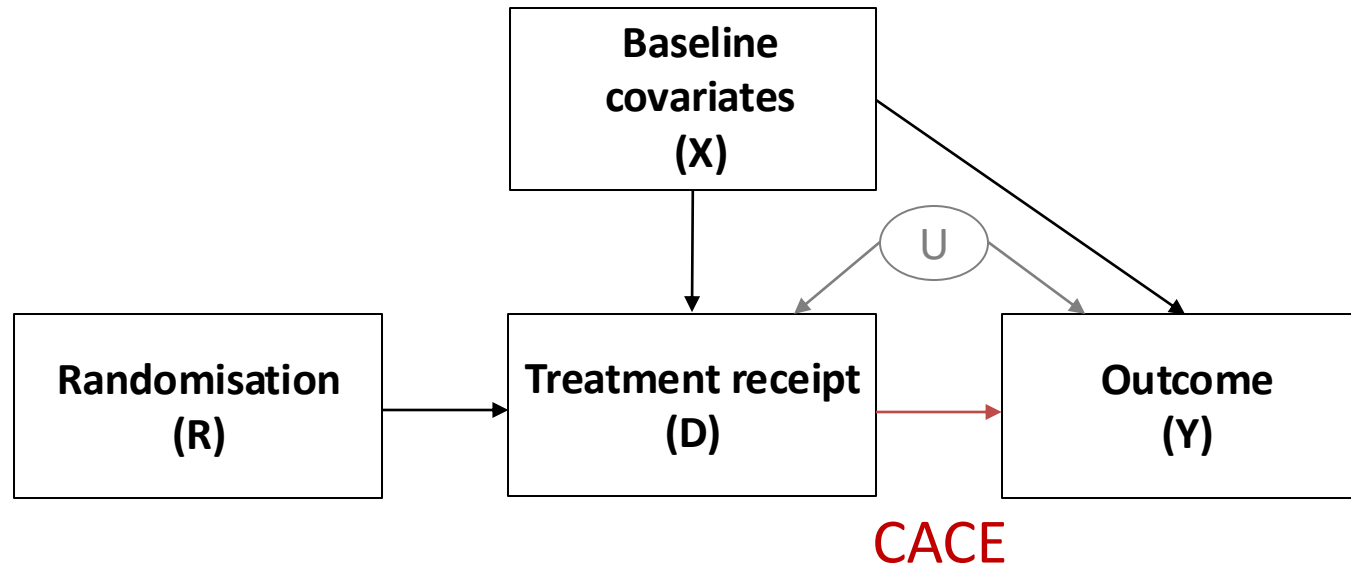 Baseline
covariates
(X)
U
Randomisation
(R)
Treatment receipt
(D)
Outcome
(Y)
CACE